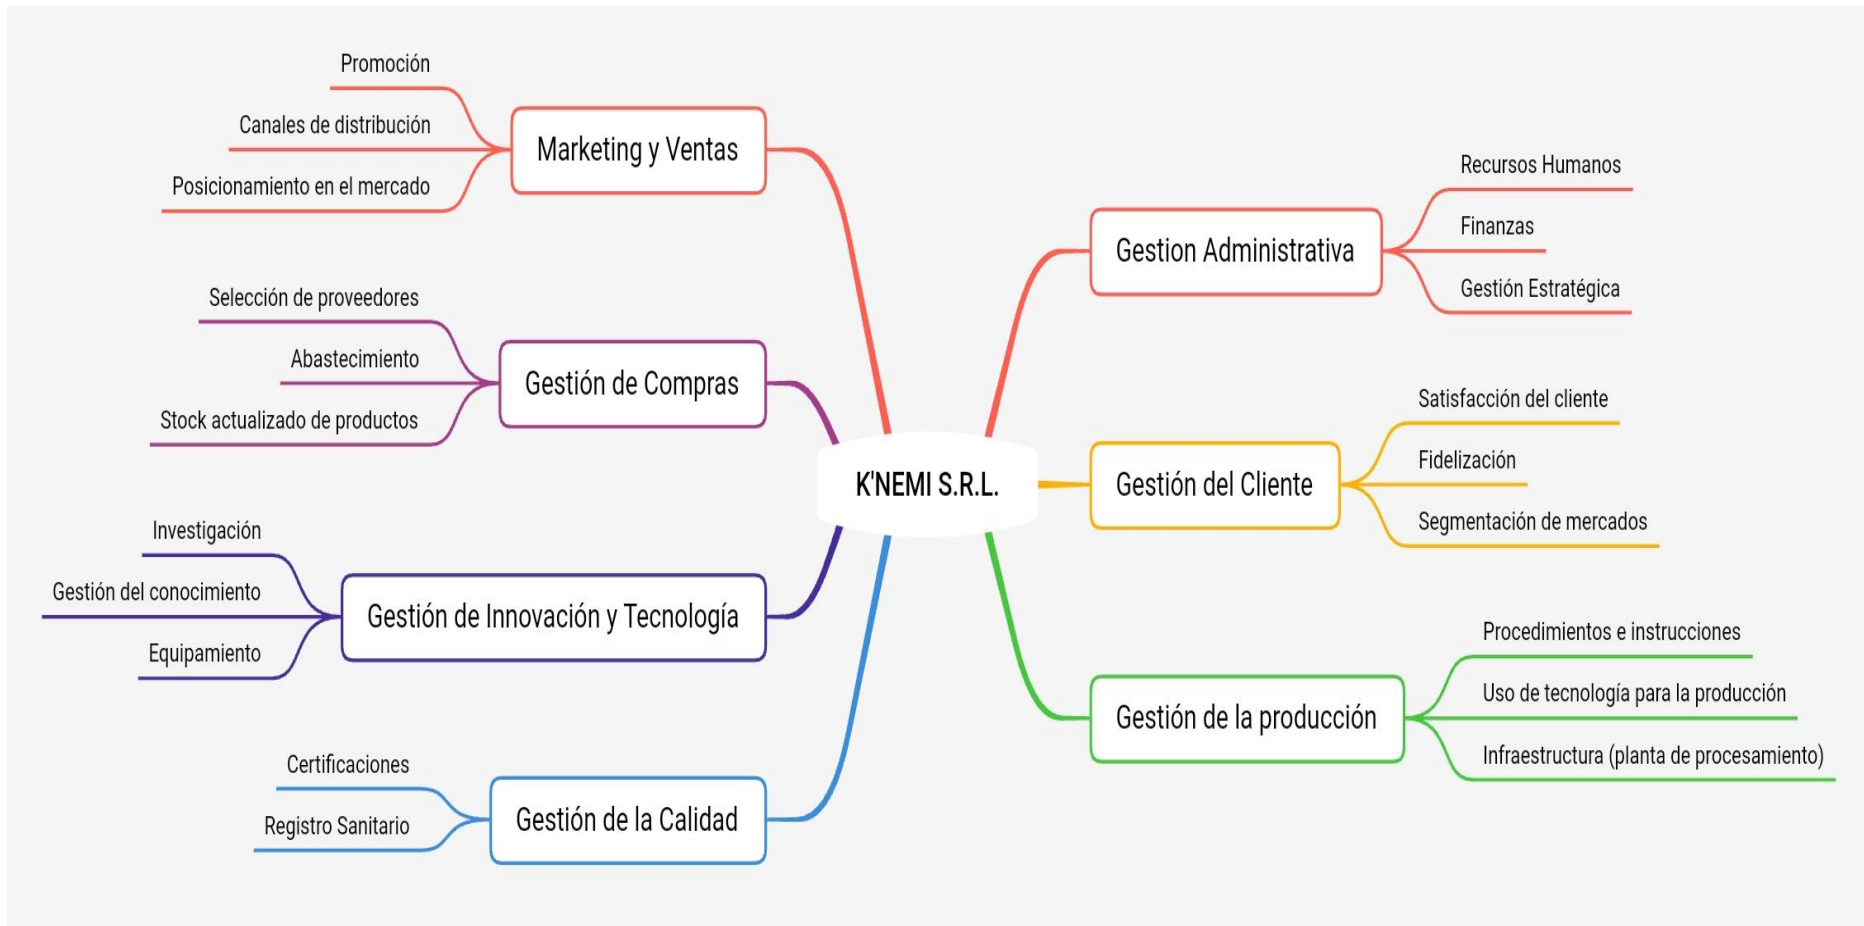 Promoción
Canales de distribución
Posicionamiento en el mercado
Marketing y Ventas
Selección de proveedores
Abastecimiento
Stock actualizado de productos
Gestión de Compras
Investigación
Gestión del conocimiento
Equipamiento
Gestión de Innovación y Tecnología
Certificaciones
Registro Sanitario
Gestión de la Calidad
K'NEMI S.R.L.
Gestion Administrativa
Recursos Humanos
Finanzas
Gestión Estratégica
Gestión del Cliente
Satisfacción del cliente
Fidelización
Segmentación de mercados
Gestión de la producción
Procedimientos e instrucciones
Uso de tecnología para la producción
Infraestructura (planta de procesamiento)